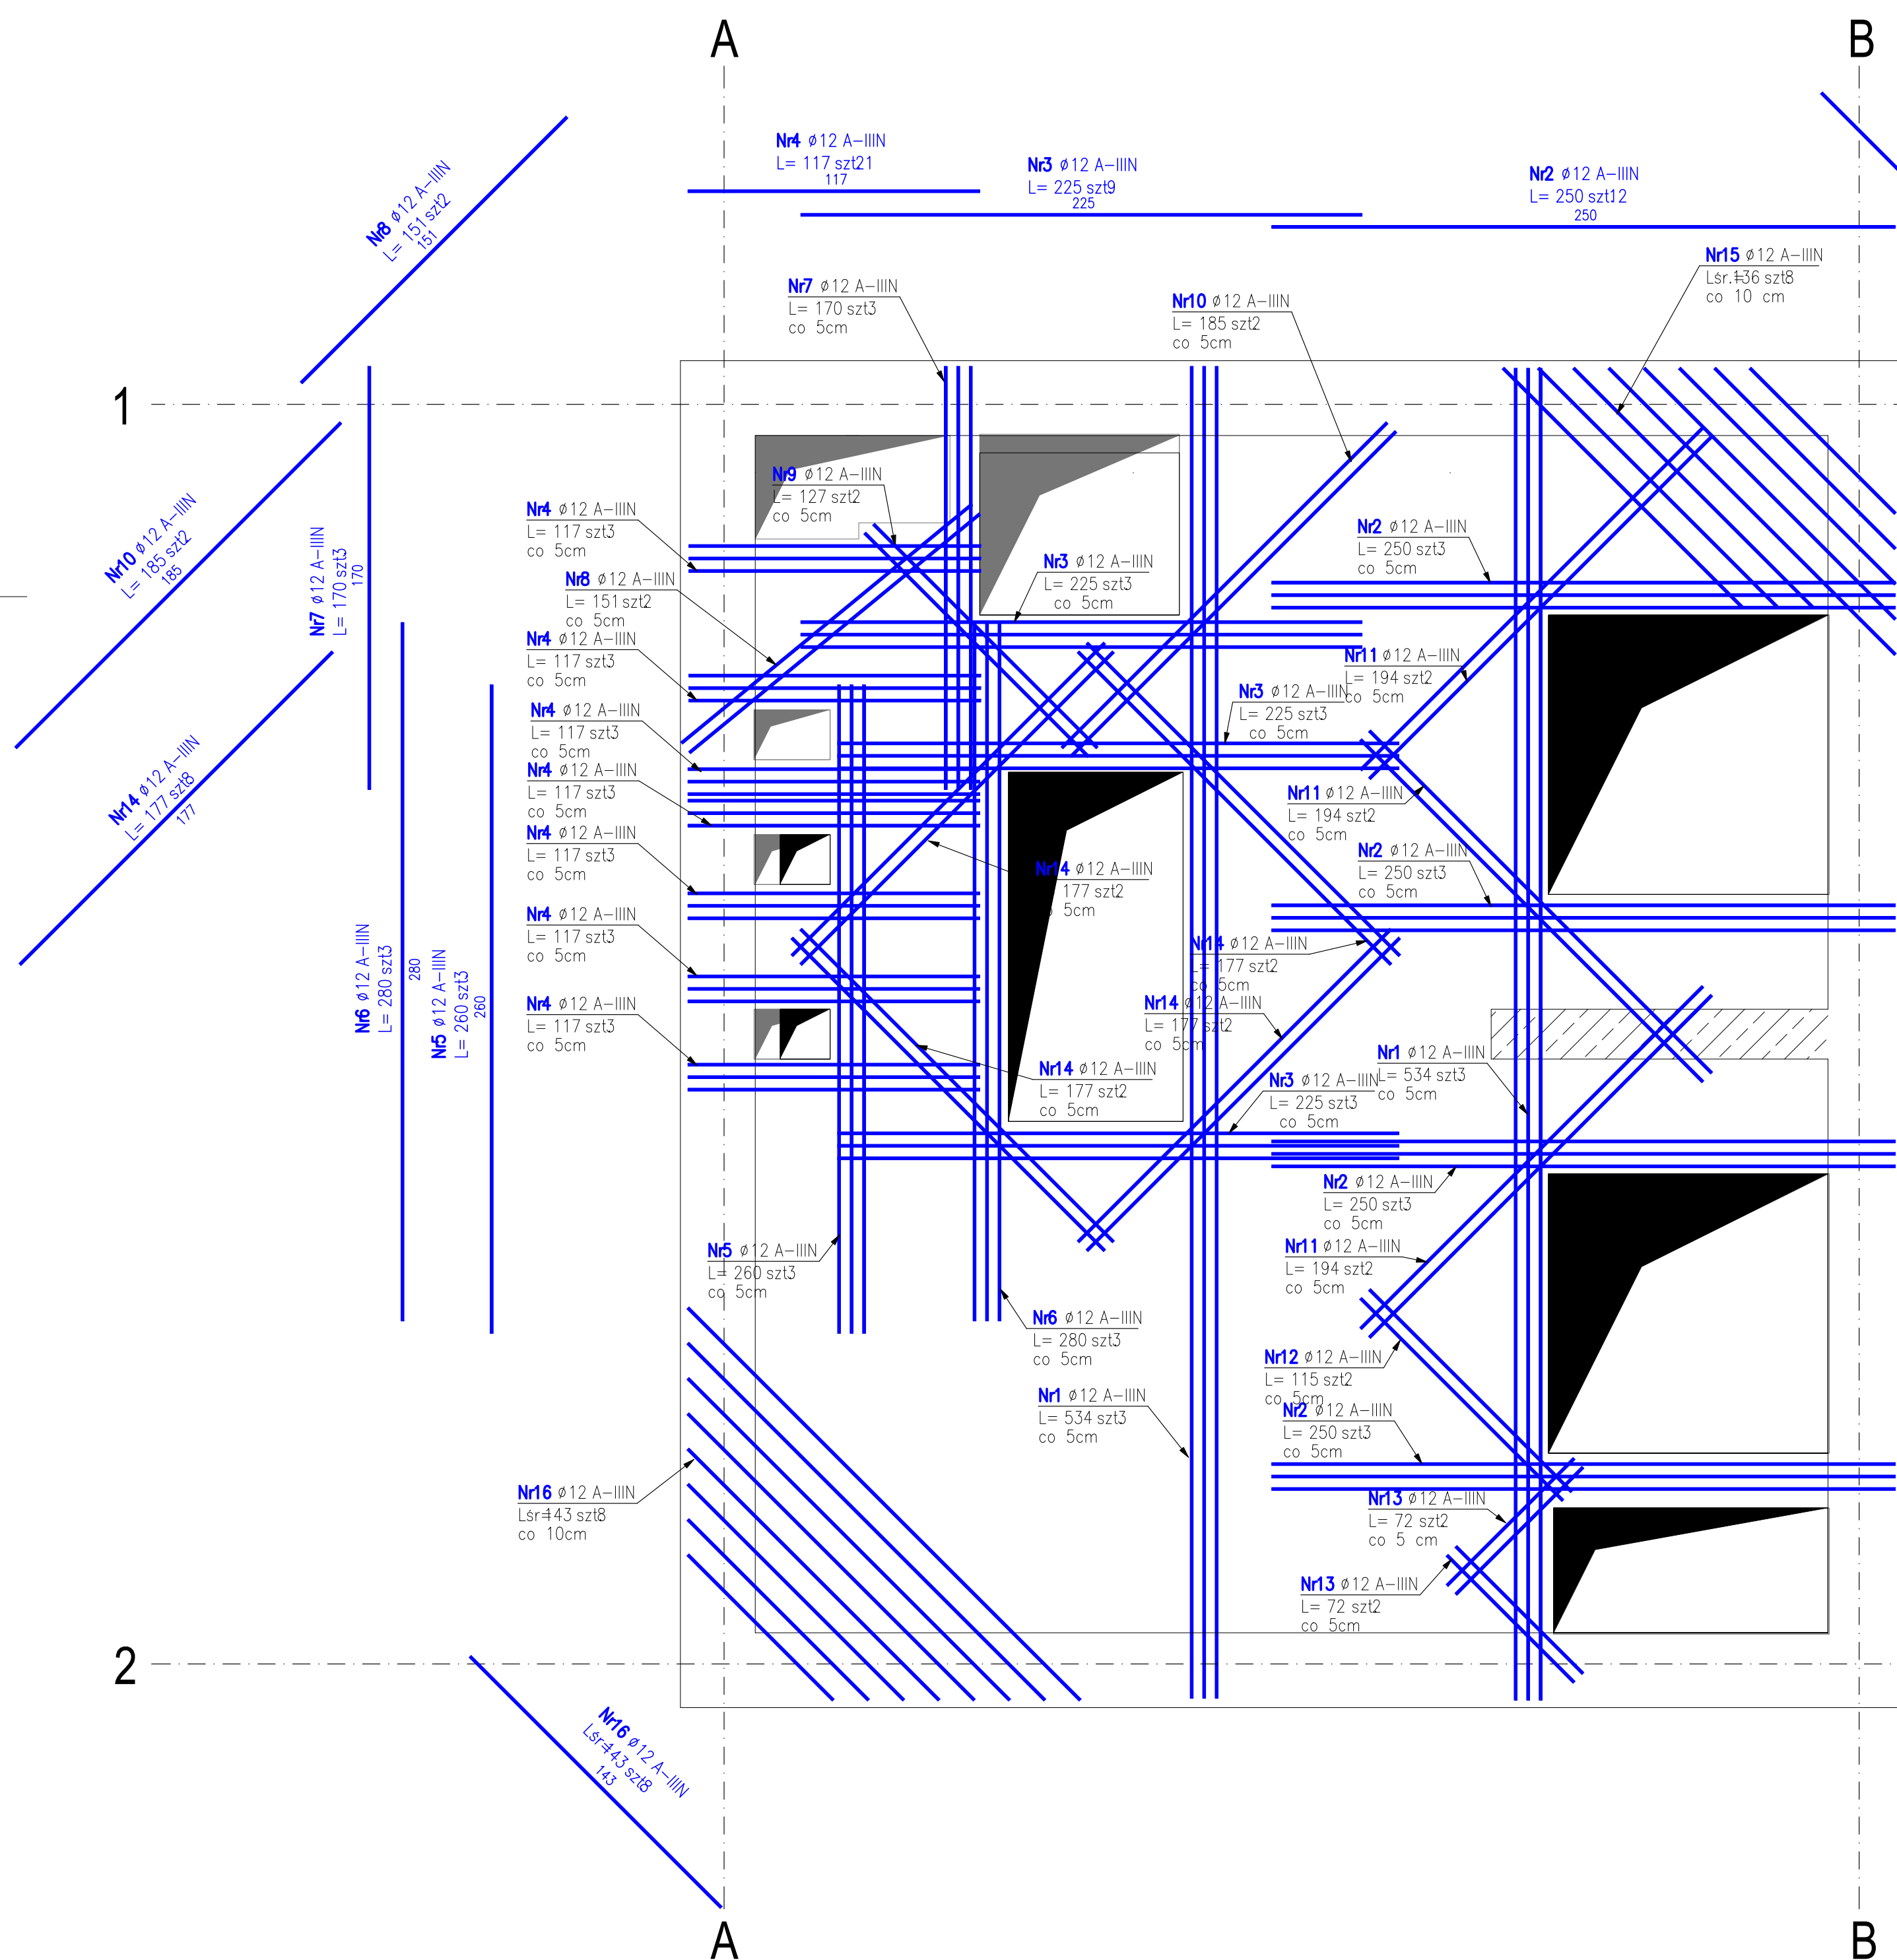 A
B
Nr4 ø12 A-IIIN
L= 117 szt21
117
Nr3 ø12 A-IIIN
L= 225 szt9
225
Nr2 ø12 A-IIIN
L= 250 szt12
250
Nr8 ø12 A-IIIN
L= 151 szt2
151
Nr15 ø12 A-IIIN
Lśr.=136 szt8
co 10 cm
Nr7 ø12 A-IIIN
L= 170 szt3
co 5cm
Nr10 ø12 A-IIIN
L= 185 szt2
co 5cm
1
Nr9 ø12 A-IIIN
L= 127 szt2
co 5cm
Nr4 ø12 A-IIIN
L= 117 szt3
co 5cm
Nr2 ø12 A-IIIN
L= 250 szt3
co 5cm
Nr10 ø12 A-IIIN
L= 185 szt2
185
Nr7 ø12 A-IIIN
L= 170 szt3
170
Nr3 ø12 A-IIIN
L= 225 szt3
co 5cm
Nr8 ø12 A-IIIN
L= 151 szt2
co 5cm
Nr4 ø12 A-IIIN
L= 117 szt3
co 5cm
Nr11 ø12 A-IIIN
L= 194 szt2
co 5cm
Nr3 ø12 A-IIIN
L= 225 szt3
co 5cm
Nr4 ø12 A-IIIN
L= 117 szt3
co 5cm
Nr14 ø12 A-IIIN
L= 177 szt8
177
Nr4 ø12 A-IIIN
L= 117 szt3
co 5cm
Nr11 ø12 A-IIIN
L= 194 szt2
co 5cm
Nr4 ø12 A-IIIN
L= 117 szt3
co 5cm
Nr2 ø12 A-IIIN
L= 250 szt3
co 5cm
Nr14 ø12 A-IIIN
177 szt2
5cm
Nr4 ø12 A-IIIN
L= 117 szt3
co 5cm
Nr14 ø12 A-IIIN
L= 177 szt2
co 5cm
Nr6 ø12 A-IIIN
L= 280 szt3
280
Nr5 ø12 A-IIIN
L= 260 szt3
260
Nr4 ø12 A-IIIN
L= 117 szt3
co 5cm
Nr14 ø12 A-IIIN
L= 177 szt2
co 5cm
Nr1 ø12 A-IIIN
L= 534 szt3
co 5cm
Nr14 ø12 A-IIIN
L= 177 szt2
co 5cm
Nr3 ø12 A-IIIN
L= 225 szt3
co 5cm
Nr2 ø12 A-IIIN
L= 250 szt3
co 5cm
Nr5 ø12 A-IIIN
L= 260 szt3
co 5cm
Nr11 ø12 A-IIIN
L= 194 szt2
co 5cm
Nr6 ø12 A-IIIN
L= 280 szt3
co 5cm
Nr12 ø12 A-IIIN
L= 115 szt2
co 5cm
Nr1 ø12 A-IIIN
L= 534 szt3
co 5cm
Nr2 ø12 A-IIIN
L= 250 szt3
co 5cm
Nr16 ø12 A-IIIN
Lśr=143 szt8
co 10cm
Nr13 ø12 A-IIIN
L= 72 szt2
co 5 cm
Nr13 ø12 A-IIIN
L= 72 szt2
co 5cm
2
Nr16 ø12 A-IIIN
Lśr=143 szt8
143
A
B